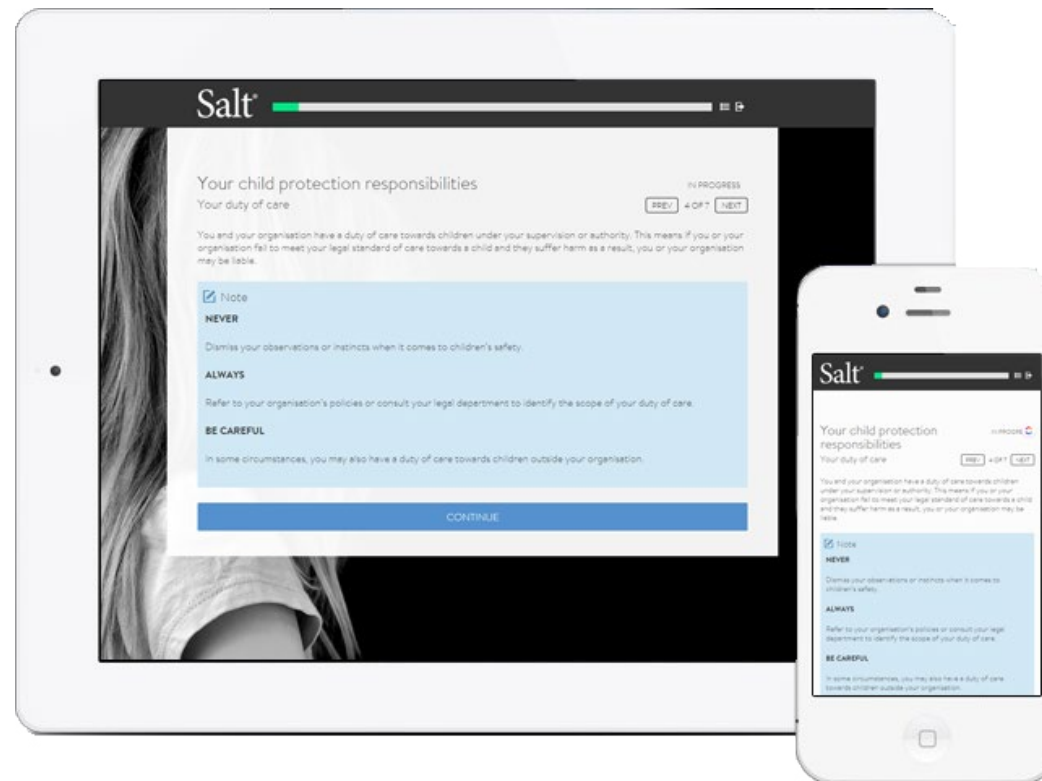 Salt®
Your child protection responsibilities
IN PROGRESS
Your duty of care
PREV 4 OF 7 NEXT
You and your organisation have a duty of care towards children under your supervision or authority. This means if you or your
organisation fail to meet your legal standard of care towards a child and they suffer harm as a result, you or your organisation
may be liable.
Note
NEVER
Dismiss your observations or instincts when it comes to children's safety.
ALWAYS
Refer to your organisation's policies or consult your legal department to identify the scope of your duty of care.
BE CAREFUL
In some circumstances, you may also have a duty of care towards children outside your organisation.
CONTINUE
Salt®
Your child protection
responsibilities
IN PROGRE
Your duty of care
PREV 4 OF 7 NEXT
You and your organisation have a duty of care towards children
under your supervision or authority. This means if you or your
organisation fail to meet your legal standard of care towards a child
and they suffer harm as a result, you or your organisation may be
liable.
Note
NEVER
Dismiss your observations or instincts when it comes to
children's safety.
ALWAYS
Refer to your organisation's policies or consult your legal
department to identify the scope of your duty of care.
BE CAREFUL
In some circumstances, you may also have a duty of care
towards children outside your organisation.